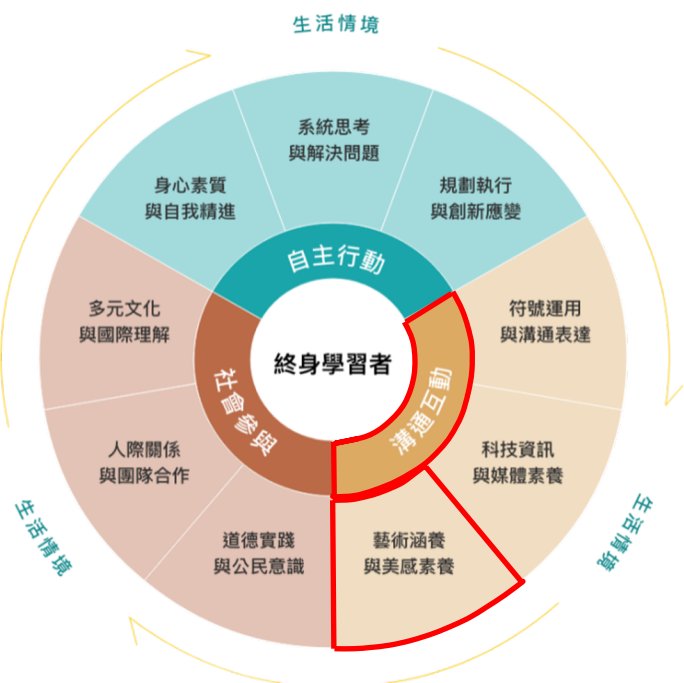 生活情境
系統思考
與解決問題
身心素質
與自我精進
規劃執行
與創新應變
自主行動
多元文化
與國際理解
符號運用
與溝通表達
終身學習者
社會參與
溝通互動
人際關係
與團隊合作
科技資訊
與媒體素養
道德實踐
與公民意識
藝術涵養
與美感素養
生活情境
生活情境